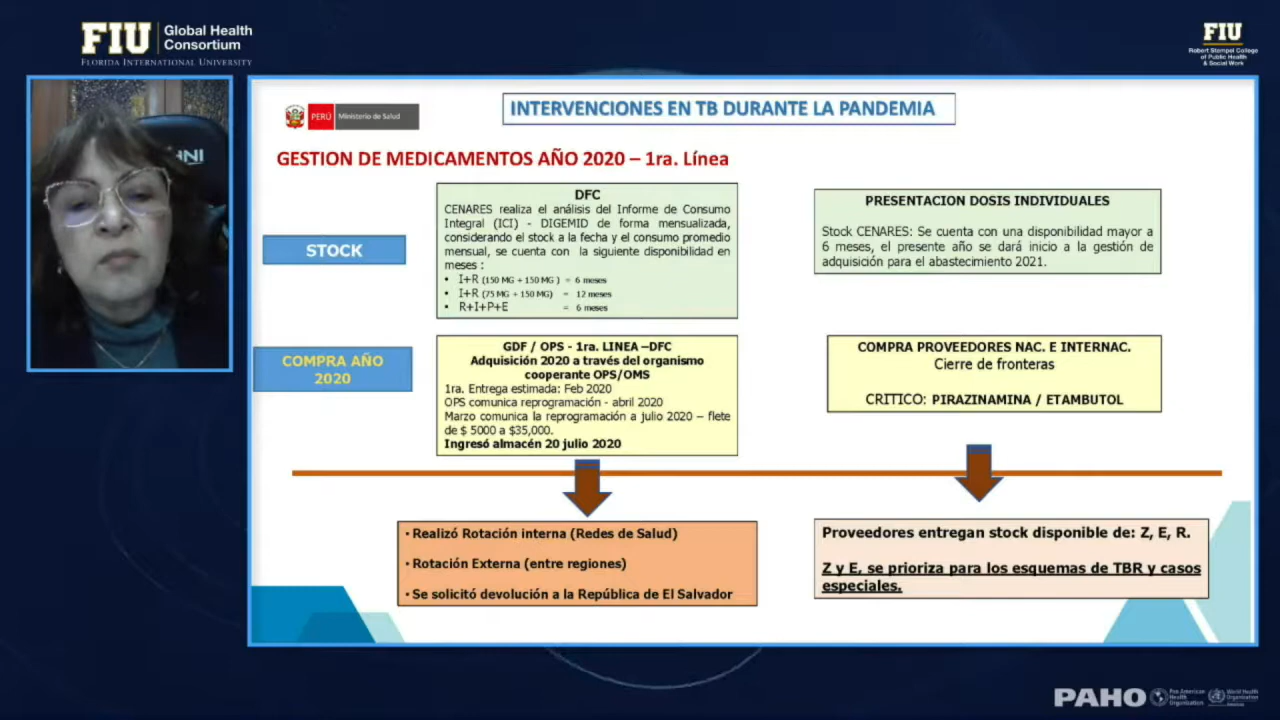 FIU
Global Health
Consortium
FLORIDA INTERNATIONAL UNIVERSITY
FIU
Robert Stempel College
of Public Health
& Social Work
PERÚ
Ministerio de Salud
INTERVENCIONES EN TB DURANTE LA PANDEMIA
GESTION DE MEDICAMENTOS AÑO 2020 – 1ra. Línea
STOCK
DFC
CENARES realiza el análisis del Informe de Consumo
Integral (ICI) - DIGEMID de forma mensualizada,
considerando el stock a la fecha y el consumo promedio
mensual, se cuenta con la siguiente disponibilidad en
meses :
• I+R (150 MG + 150 MG ) = 6 meses
• I+R (75 MG + 150 MG) = 12 meses
• R+I+P+E = 6 meses
PRESENTACION DOSIS INDIVIDUALES
Stock CENARES: Se cuenta con una disponibilidad mayor a
6 meses, el presente año se dará inicio a la gestión de
adquisición para el abastecimiento 2021.
COMPRA AÑO
2020
GDF / OPS - 1ra. LINEA –DFC
Adquisición 2020 a través del organismo
cooperante OPS/OMS
1ra. Entrega estimada: Feb 2020
OPS comunica reprogramación - abril 2020
Marzo comunica la reprogramación a julio 2020 – flete
de $ 5000 a $35,000.
Ingresó almacén 20 julio 2020
COMPRA PROVEEDORES NAC. E INTERNAC.
Cierre de fronteras
CRITICO: PIRAZINAMINA / ETAMBUTOL
• Realizó Rotación interna (Redes de Salud)
• Rotación Externa (entre regiones)
• Se solicitó devolución a la República de El Salvador
Proveedores entregan stock disponible de: Z, E, R.
Z y E, se prioriza para los esquemas de TBR y casos
especiales.
PAHO
Pan American
Health
Organization
World Health
Organization